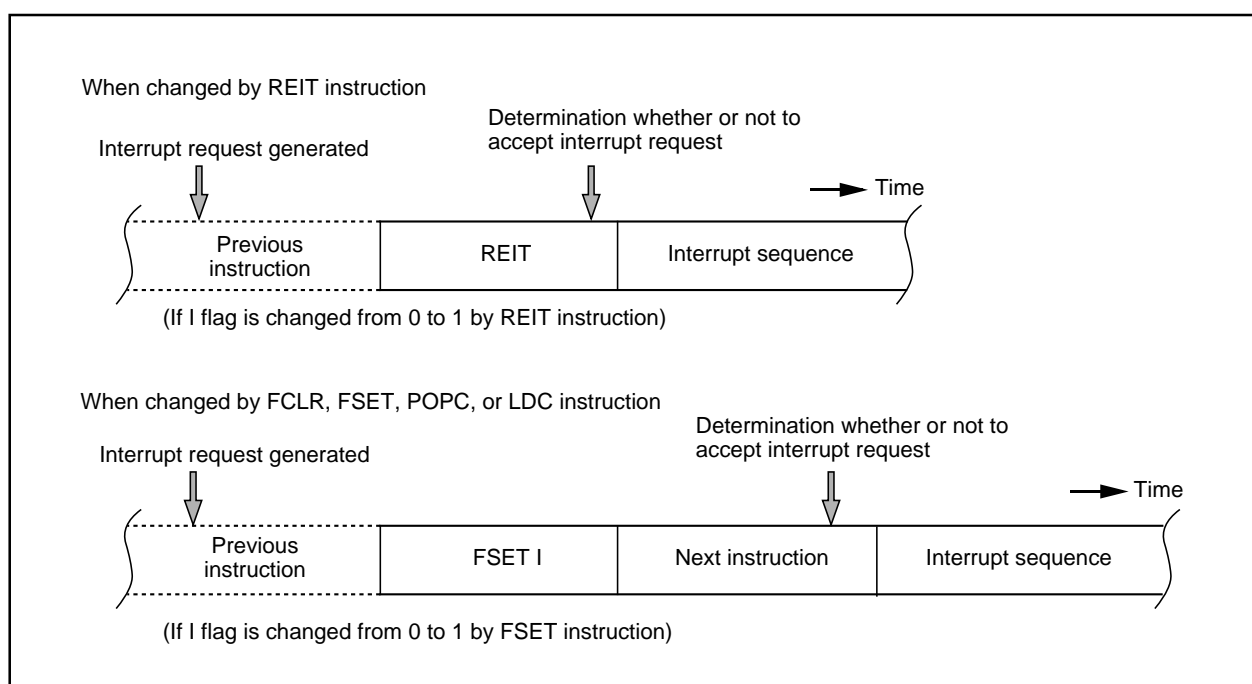 When changed by REIT instruction
Determination whether or not to
accept interrupt request
Interrupt request generated
Time
Previous
instruction
REIT
Interrupt sequence
(If I flag is changed from 0 to 1 by REIT instruction)
When changed by FCLR, FSET, POPC, or LDC instruction
Determination whether or not to
accept interrupt request
Interrupt request generated
Time
Previous
instruction
FSET I
Next instruction
Interrupt sequence
(If I flag is changed from 0 to 1 by FSET instruction)